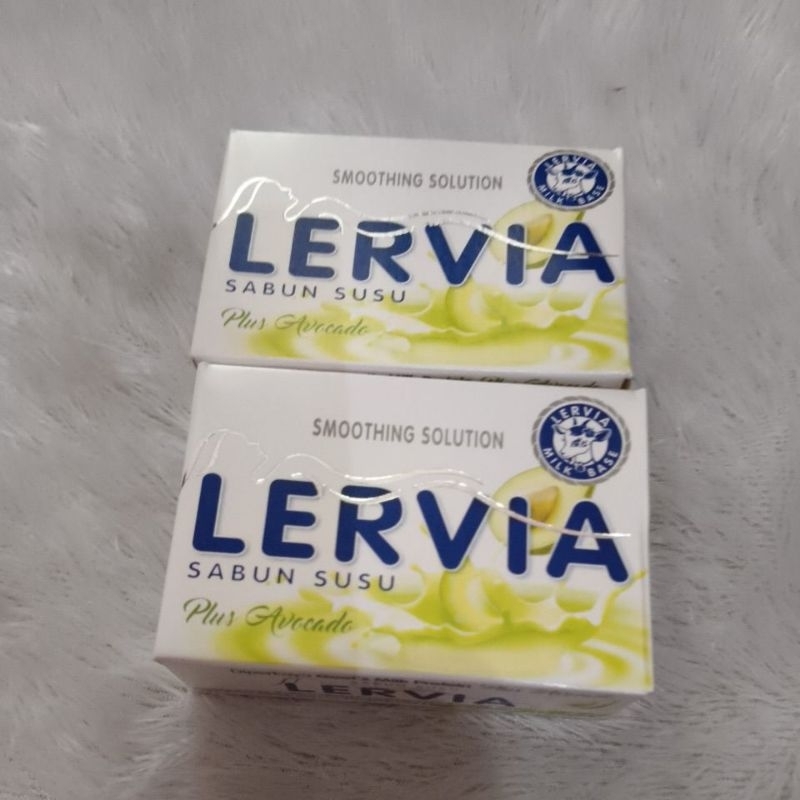 SMOOTHING SOLUTION
LERVIA
MILK BASE
LERVIA
SABUN SUSU
Plus Avocado
SMOOTHING SOLUTION
LERVIA
MILK BASE
LERVIA
SABUN SUSU
Plus Avocado
LERVIA